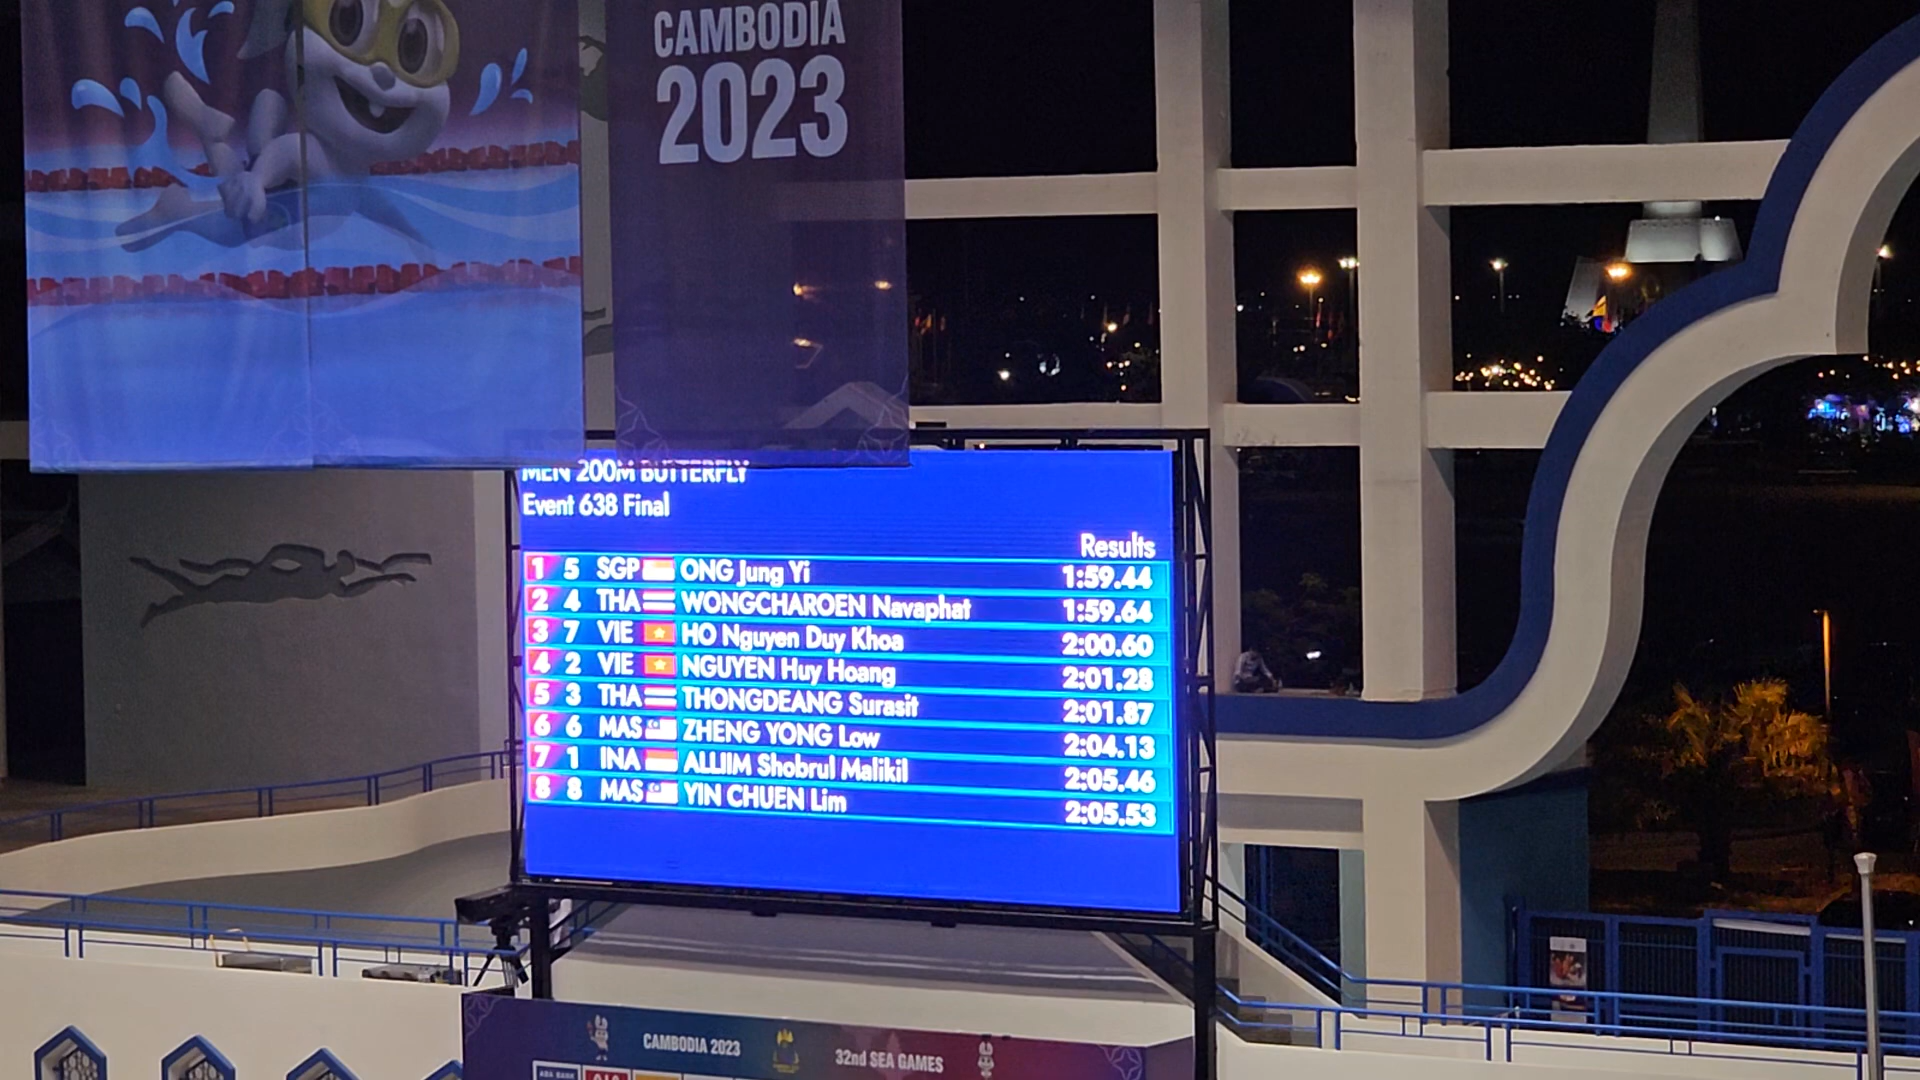 CAMBODIA
2023
MEN 200M BUTTERFLY
Event 638 Final
Results
1 5 SGP ONG Jung Yi 1:59.44
2 4 THA WONGCHAROEN Navaphat 1:59.64
3 7 VIE HO Nguyen Duy Khoa 2:00.60
4 2 VIE NGUYEN Huy Hoang 2:01.28
5 3 THA THONGDEANG Surasit 2:01.87
6 6 MAS ZHENG YONG Low 2:04.13
7 1 INA ALLIIM Shobrul Malikil 2:05.46
8 8 MAS YIN CHUEN Lim 2:05.53
CAMBODIA 2023 32nd SEA GAMES
ABA BANK